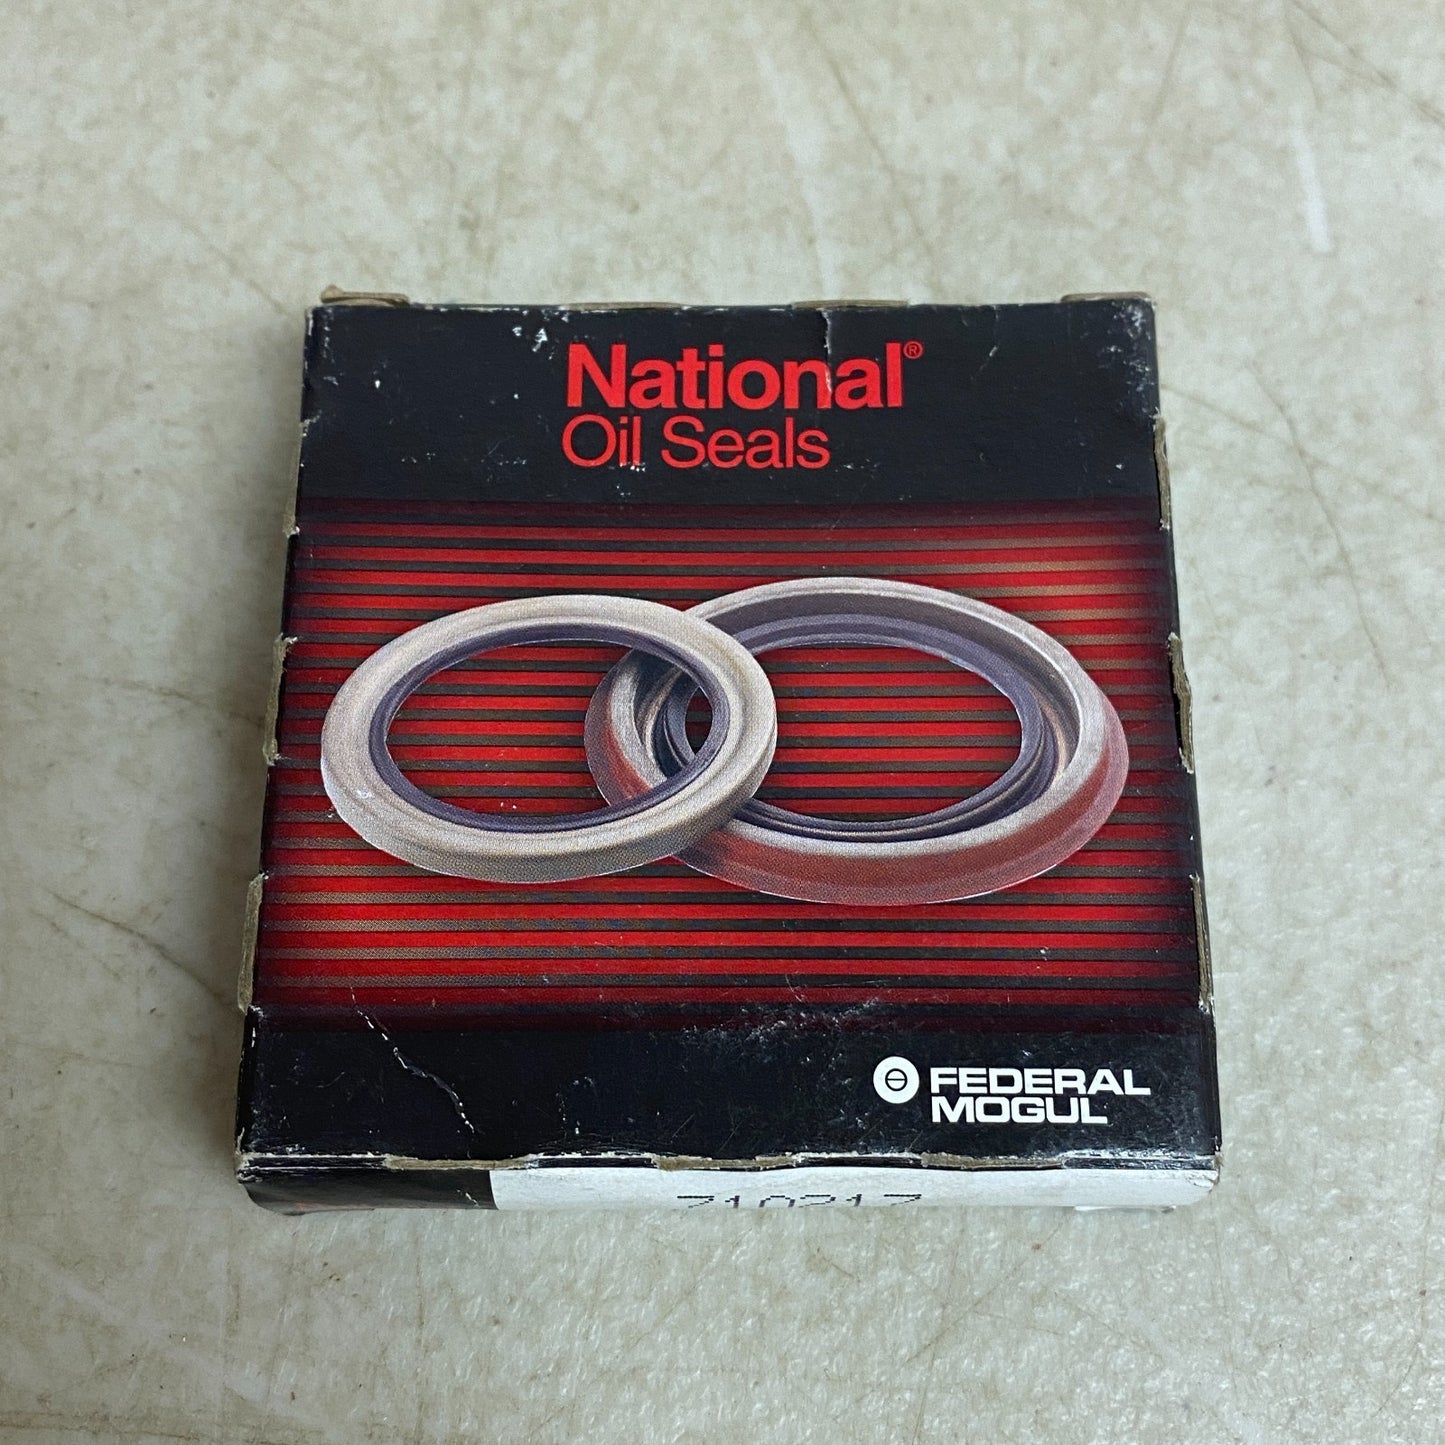 National®
Oil Seals
FEDERAL
MOGUL
710217